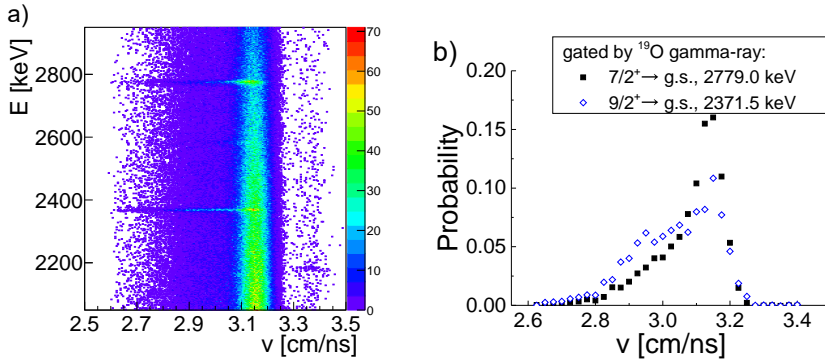 a)
E [keV]
2800
2600
2400
2200
2.5 2.7 2.9 3.1 3.3 3.5
v [cm/ns]
70
60
50
40
30
20
10
0
b)
gated by ¹⁹O gamma-ray:
7/2⁺→ g.s., 2779.0 keV
9/2⁺→ g.s., 2371.5 keV
Probability
0.20
0.15
0.10
0.05
0.00
2.6 2.8 3.0 3.2 3.4
v [cm/ns]